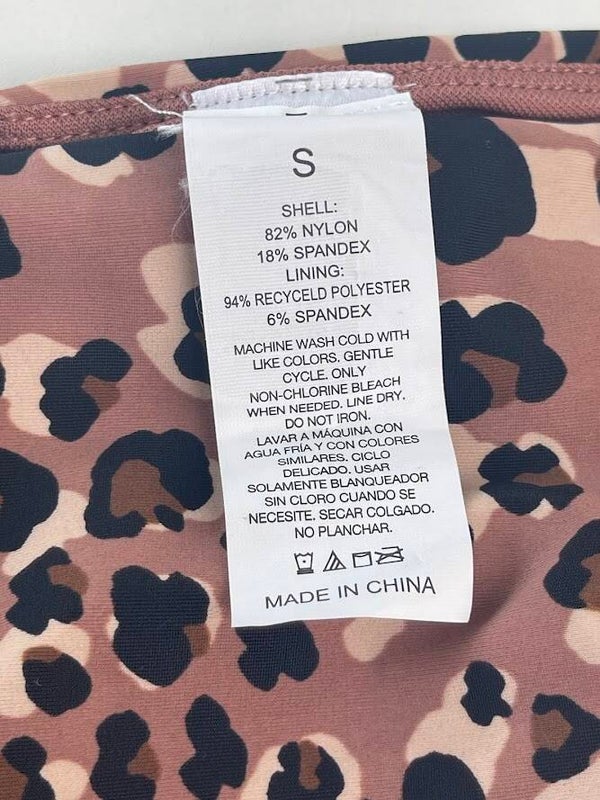 S
SHELL:
82% NYLON
18% SPANDEX
LINING:
94% RECYCELD POLYESTER
6% SPANDEX
MACHINE WASH COLD WITH
LIKE COLORS. GENTLE
CYCLE. ONLY
NON-CHLORINE BLEACH
WHEN NEEDED. LINE DRY.
DO NOT IRON.
LAVAR A MÁQUINA CON
AGUA FRÍA Y CON COLORES
SIMILARES. CICLO
DELICADO. USAR
SOLAMENTE BLANQUEADOR
SIN CLORO CUANDO SE
NECESITE. SECAR COLGADO.
NO PLANCHAR.
MADE IN CHINA